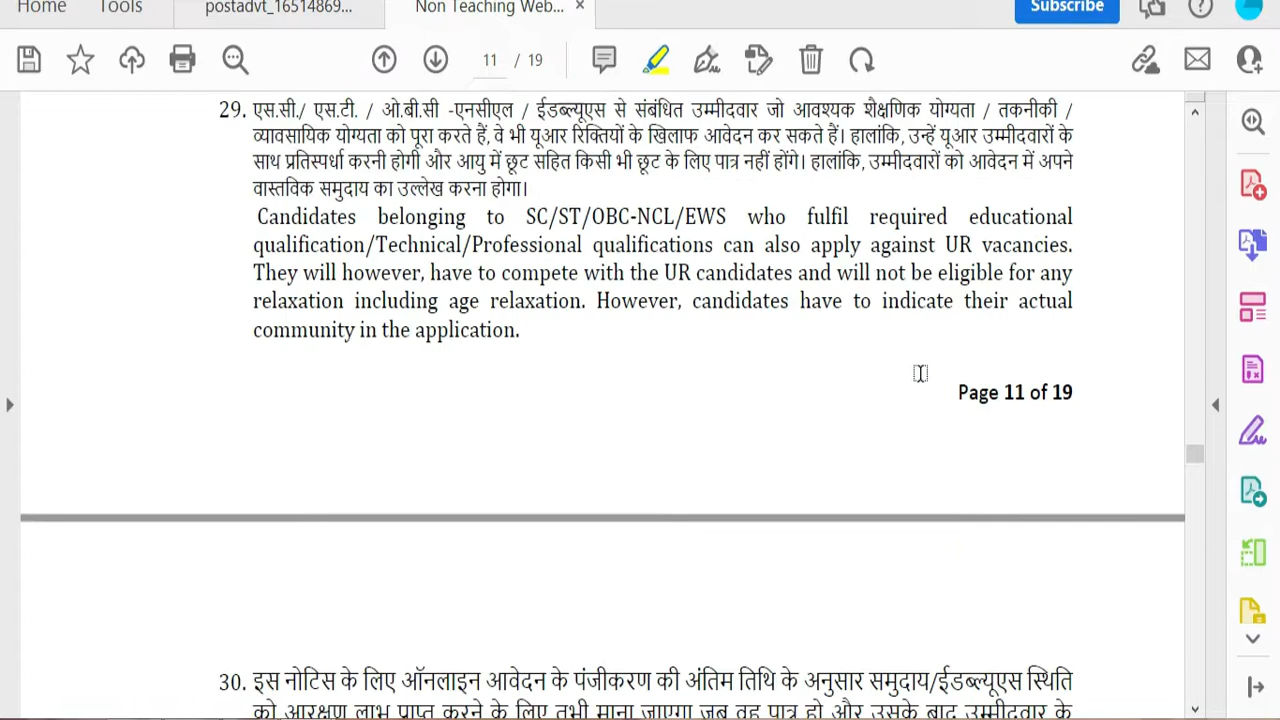 Home Tools postadvt_16514869... Non Teaching Web... × Subscribe
11 / 19
29. एस.सी./ एस.टी. / ओ.बी.सी -एनसीएल / ईडब्ल्यूएस से संबंधित उम्मीदवार जो आवश्यक शैक्षणिक योग्यता / तकनीकी /
व्यावसायिक योग्यता को पूरा करते हैं, वे भी यूआर रिक्तियों के खिलाफ आवेदन कर सकते हैं। हालांकि, उन्हें यूआर उम्मीदवारों के
साथ प्रतिस्पर्धा करनी होगी और आयु में छूट सहित किसी भी छूट के लिए पात्र नहीं होंगे। हालांकि, उम्मीदवारों को आवेदन में अपने
वास्तविक समुदाय का उल्लेख करना होगा।
Candidates belonging to SC/ST/OBC-NCL/EWS who fulfil required educational
qualification/Technical/Professional qualifications can also apply against UR vacancies.
They will however, have to compete with the UR candidates and will not be eligible for any
relaxation including age relaxation. However, candidates have to indicate their actual
community in the application.
Page 11 of 19
30. इस नोटिस के लिए ऑनलाइन आवेदन के पंजीकरण की अंतिम तिथि के अनुसार समुदाय/ईडब्ल्यूएस स्थिति
को आरक्षण लाभ प्राप्त करने के लिए तभी माना जाएगा जब वह पात्र हो और उसके बाद उम्मीदवार के